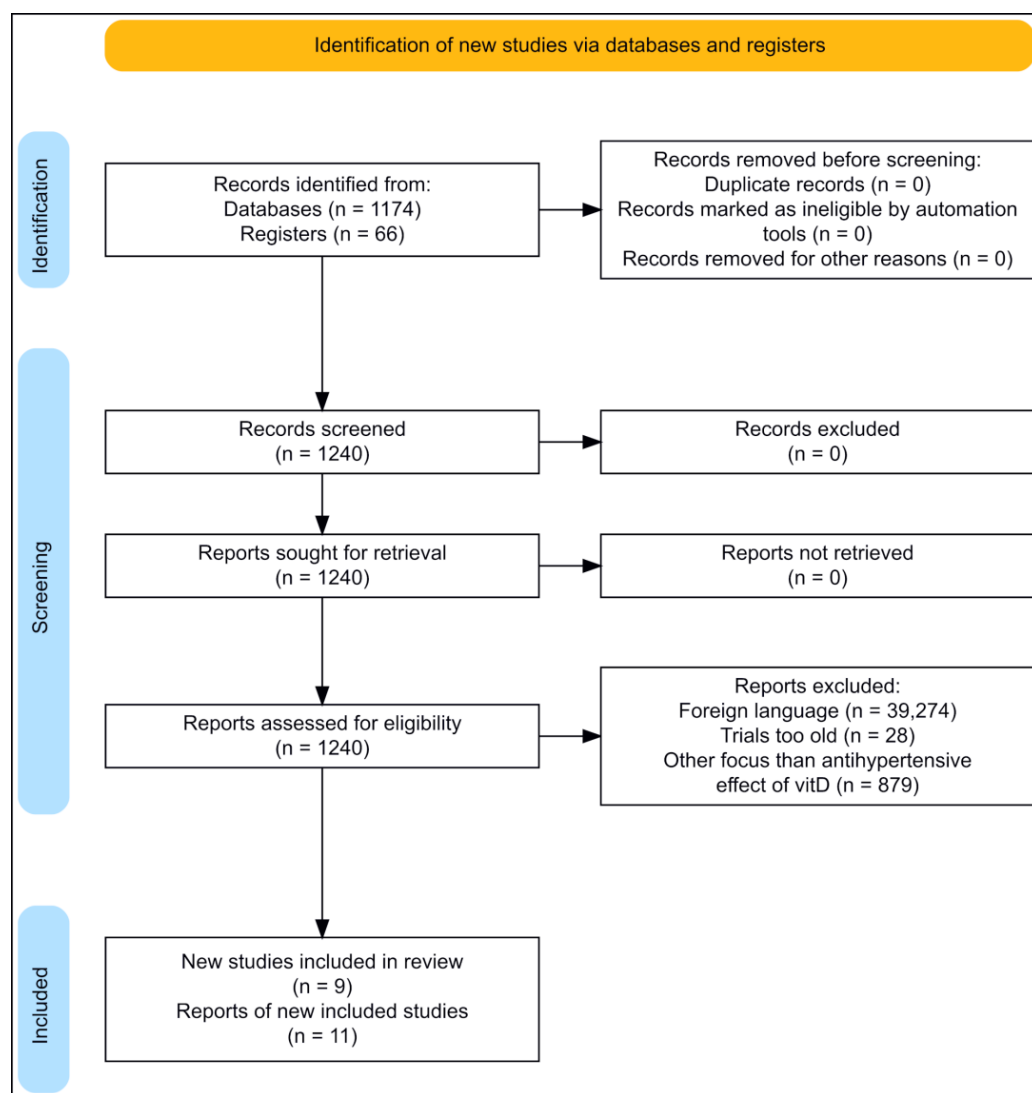 Identification of new studies via databases and registers
Identification
Records identified from:
Databases (n = 1174)
Registers (n = 66)
Records removed before screening:
Duplicate records (n = 0)
Records marked as ineligible by automation
tools (n = 0)
Records removed for other reasons (n = 0)
Screening
Records screened
(n = 1240)
Records excluded
(n = 0)
Reports sought for retrieval
(n = 1240)
Reports not retrieved
(n = 0)
Reports assessed for eligibility
(n = 1240)
Reports excluded:
Foreign language (n = 39,274)
Trials too old (n = 28)
Other focus than antihypertensive
effect of vitD (n = 879)
Included
New studies included in review
(n = 9)
Reports of new included studies
(n = 11)